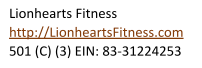 Lionhearts Fitness
http://LionheartsFitness.com
501 (C) (3) EIN: 83-31224253